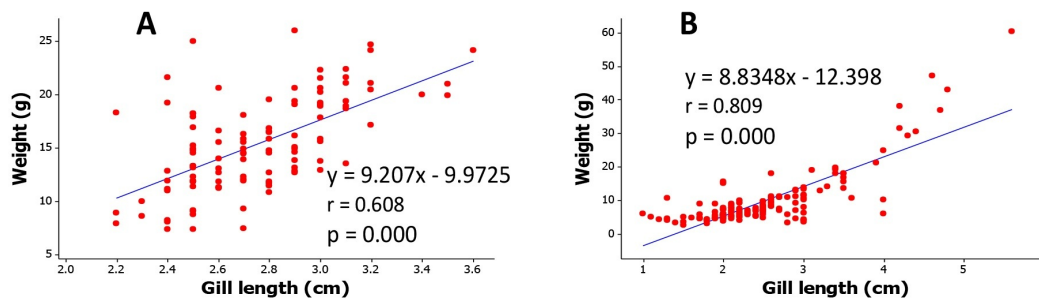 A
25
20
15
10
5
Weight (g)
y = 9.207x - 9.9725
r = 0.608
p = 0.000
2.0 2.2 2.4 2.6 2.8 3.0 3.2 3.4 3.6
Gill length (cm)
B
60
50
40
30
20
10
0
Weight (g)
y = 8.8348x - 12.398
r = 0.809
p = 0.000
1 2 3 4 5
Gill length (cm)